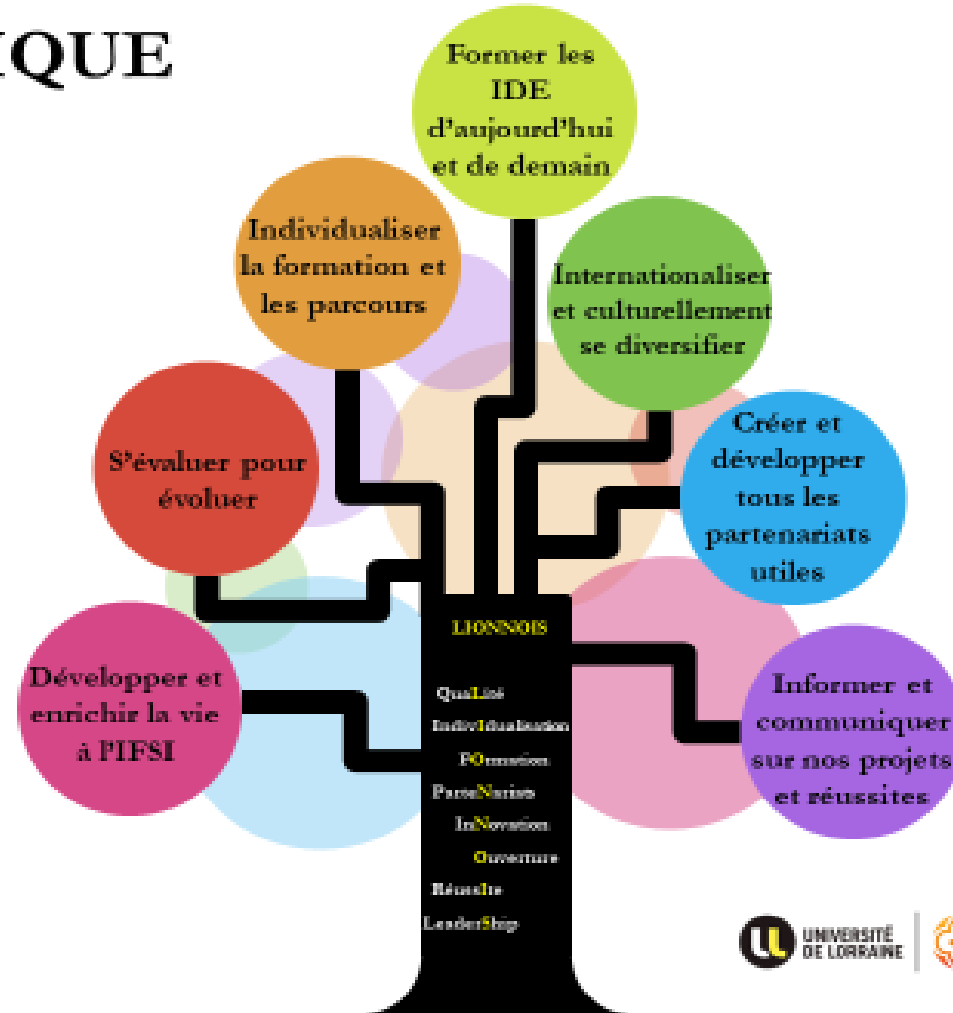 IQUE
Former les
IDE
d'aujourd'hui
et de demain
Individualiser
la formation et
les parcours
Internationaliser
et culturellement
se diversifier
S'évaluer pour
évoluer
Créer et
développer
tous les
partenariats
utiles
Développer et
enrichir la vie
à l'IFSI
Informer et
communiquer
sur nos projets
et réussites
LIONNOIS
QuaLité
IndivIdualisation
FOrmation
ParteNariats
InNovation
Ouverture
RéussIte
LeaderShip
UNIVERSITÉ
DE LORRAINE